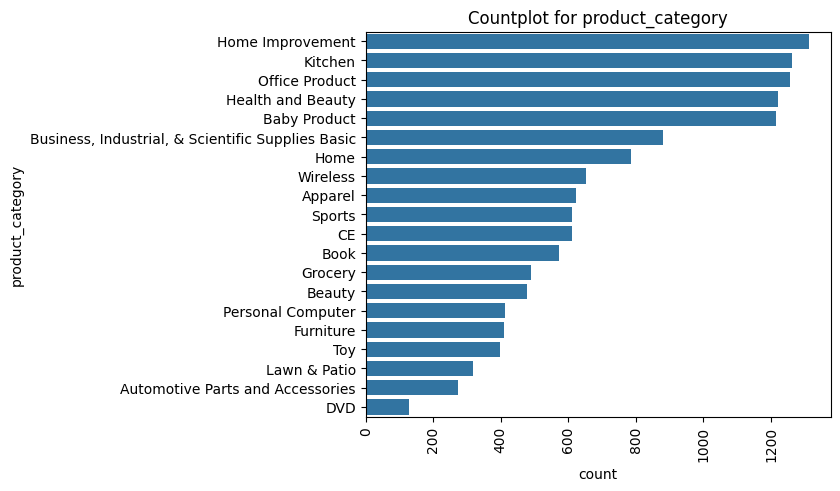 Countplot for product_category
Home Improvement
Kitchen
Office Product
Health and Beauty
Baby Product
Business, Industrial, & Scientific Supplies Basic
Home
Wireless
Apparel
Sports
CE
Book
Grocery
Beauty
Personal Computer
Furniture
Toy
Lawn & Patio
Automotive Parts and Accessories
DVD
product_category
0
200
400
600
800
1000
1200
count